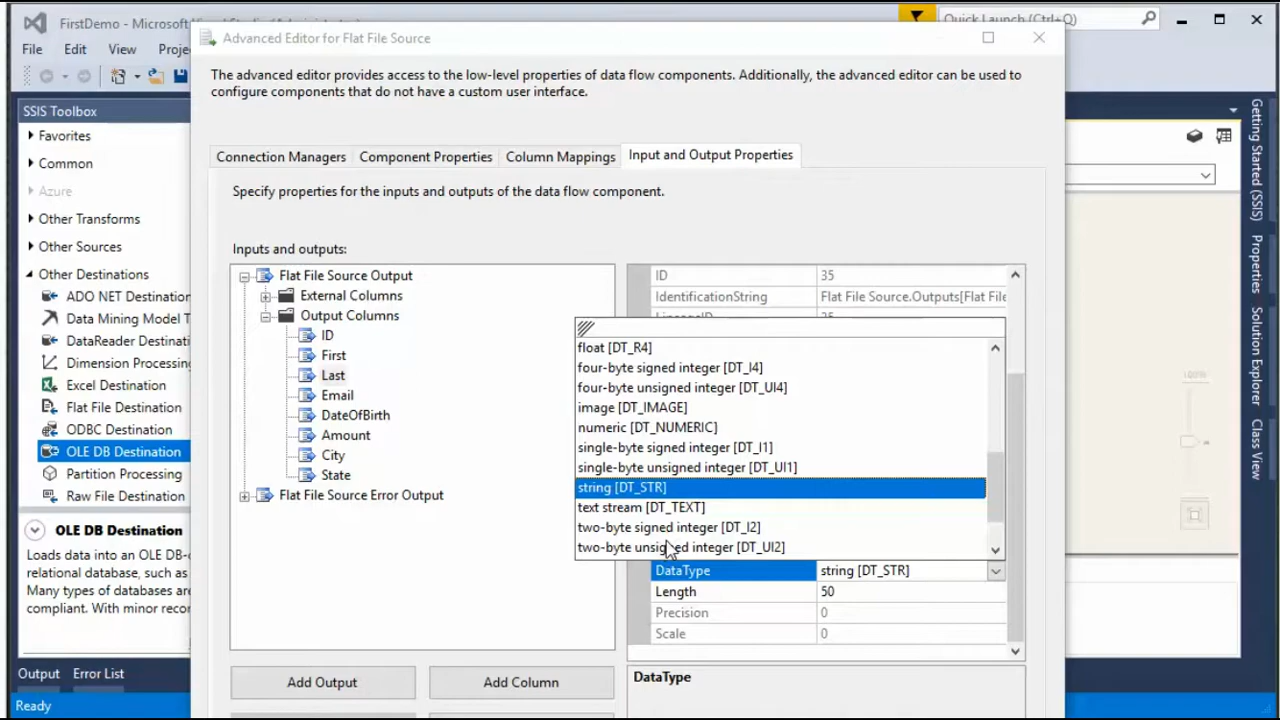 FirstDemo - Microsoft
Quick Launch (Ctrl+Q)
File Edit View Proje
Advanced Editor for Flat File Source
The advanced editor provides access to the low-level properties of data flow components. Additionally, the advanced editor can be used to
configure components that do not have a custom user interface.
Connection Managers Component Properties Column Mappings Input and Output Properties
Specify properties for the inputs and outputs of the data flow component.
Inputs and outputs:
Flat File Source Output
External Columns
Output Columns
ID
First
Last
Email
DateOfBirth
Amount
City
State
Flat File Source Error Output
ID 35
IdentificationString Flat File Source.Outputs[Flat File
float [DT_R4]
four-byte signed integer [DT_I4]
four-byte unsigned integer [DT_UI4]
image [DT_IMAGE]
numeric [DT_NUMERIC]
single-byte signed integer [DT_I1]
single-byte unsigned integer [DT_UI1]
string [DT_STR]
text stream [DT_TEXT]
two-byte signed integer [DT_I2]
two-byte unsigned integer [DT_UI2]
DataType string [DT_STR]
Length 50
Precision 0
Scale 0
DataType
Add Output Add Column
SSIS Toolbox
Favorites
Common
Azure
Other Transforms
Other Sources
Other Destinations
ADO NET Destination
Data Mining Model T
DataReader Destinati
Dimension Processing
Excel Destination
Flat File Destination
ODBC Destination
OLE DB Destination
Partition Processing
Raw File Destination
OLE DB Destination
Loads data into an OLE DB-c
relational database, such as
Many types of databases are
compliant. With minor recor
Output Error List
Ready
Getting Started (SSIS)
Properties
Solution Explorer
Class View
100%